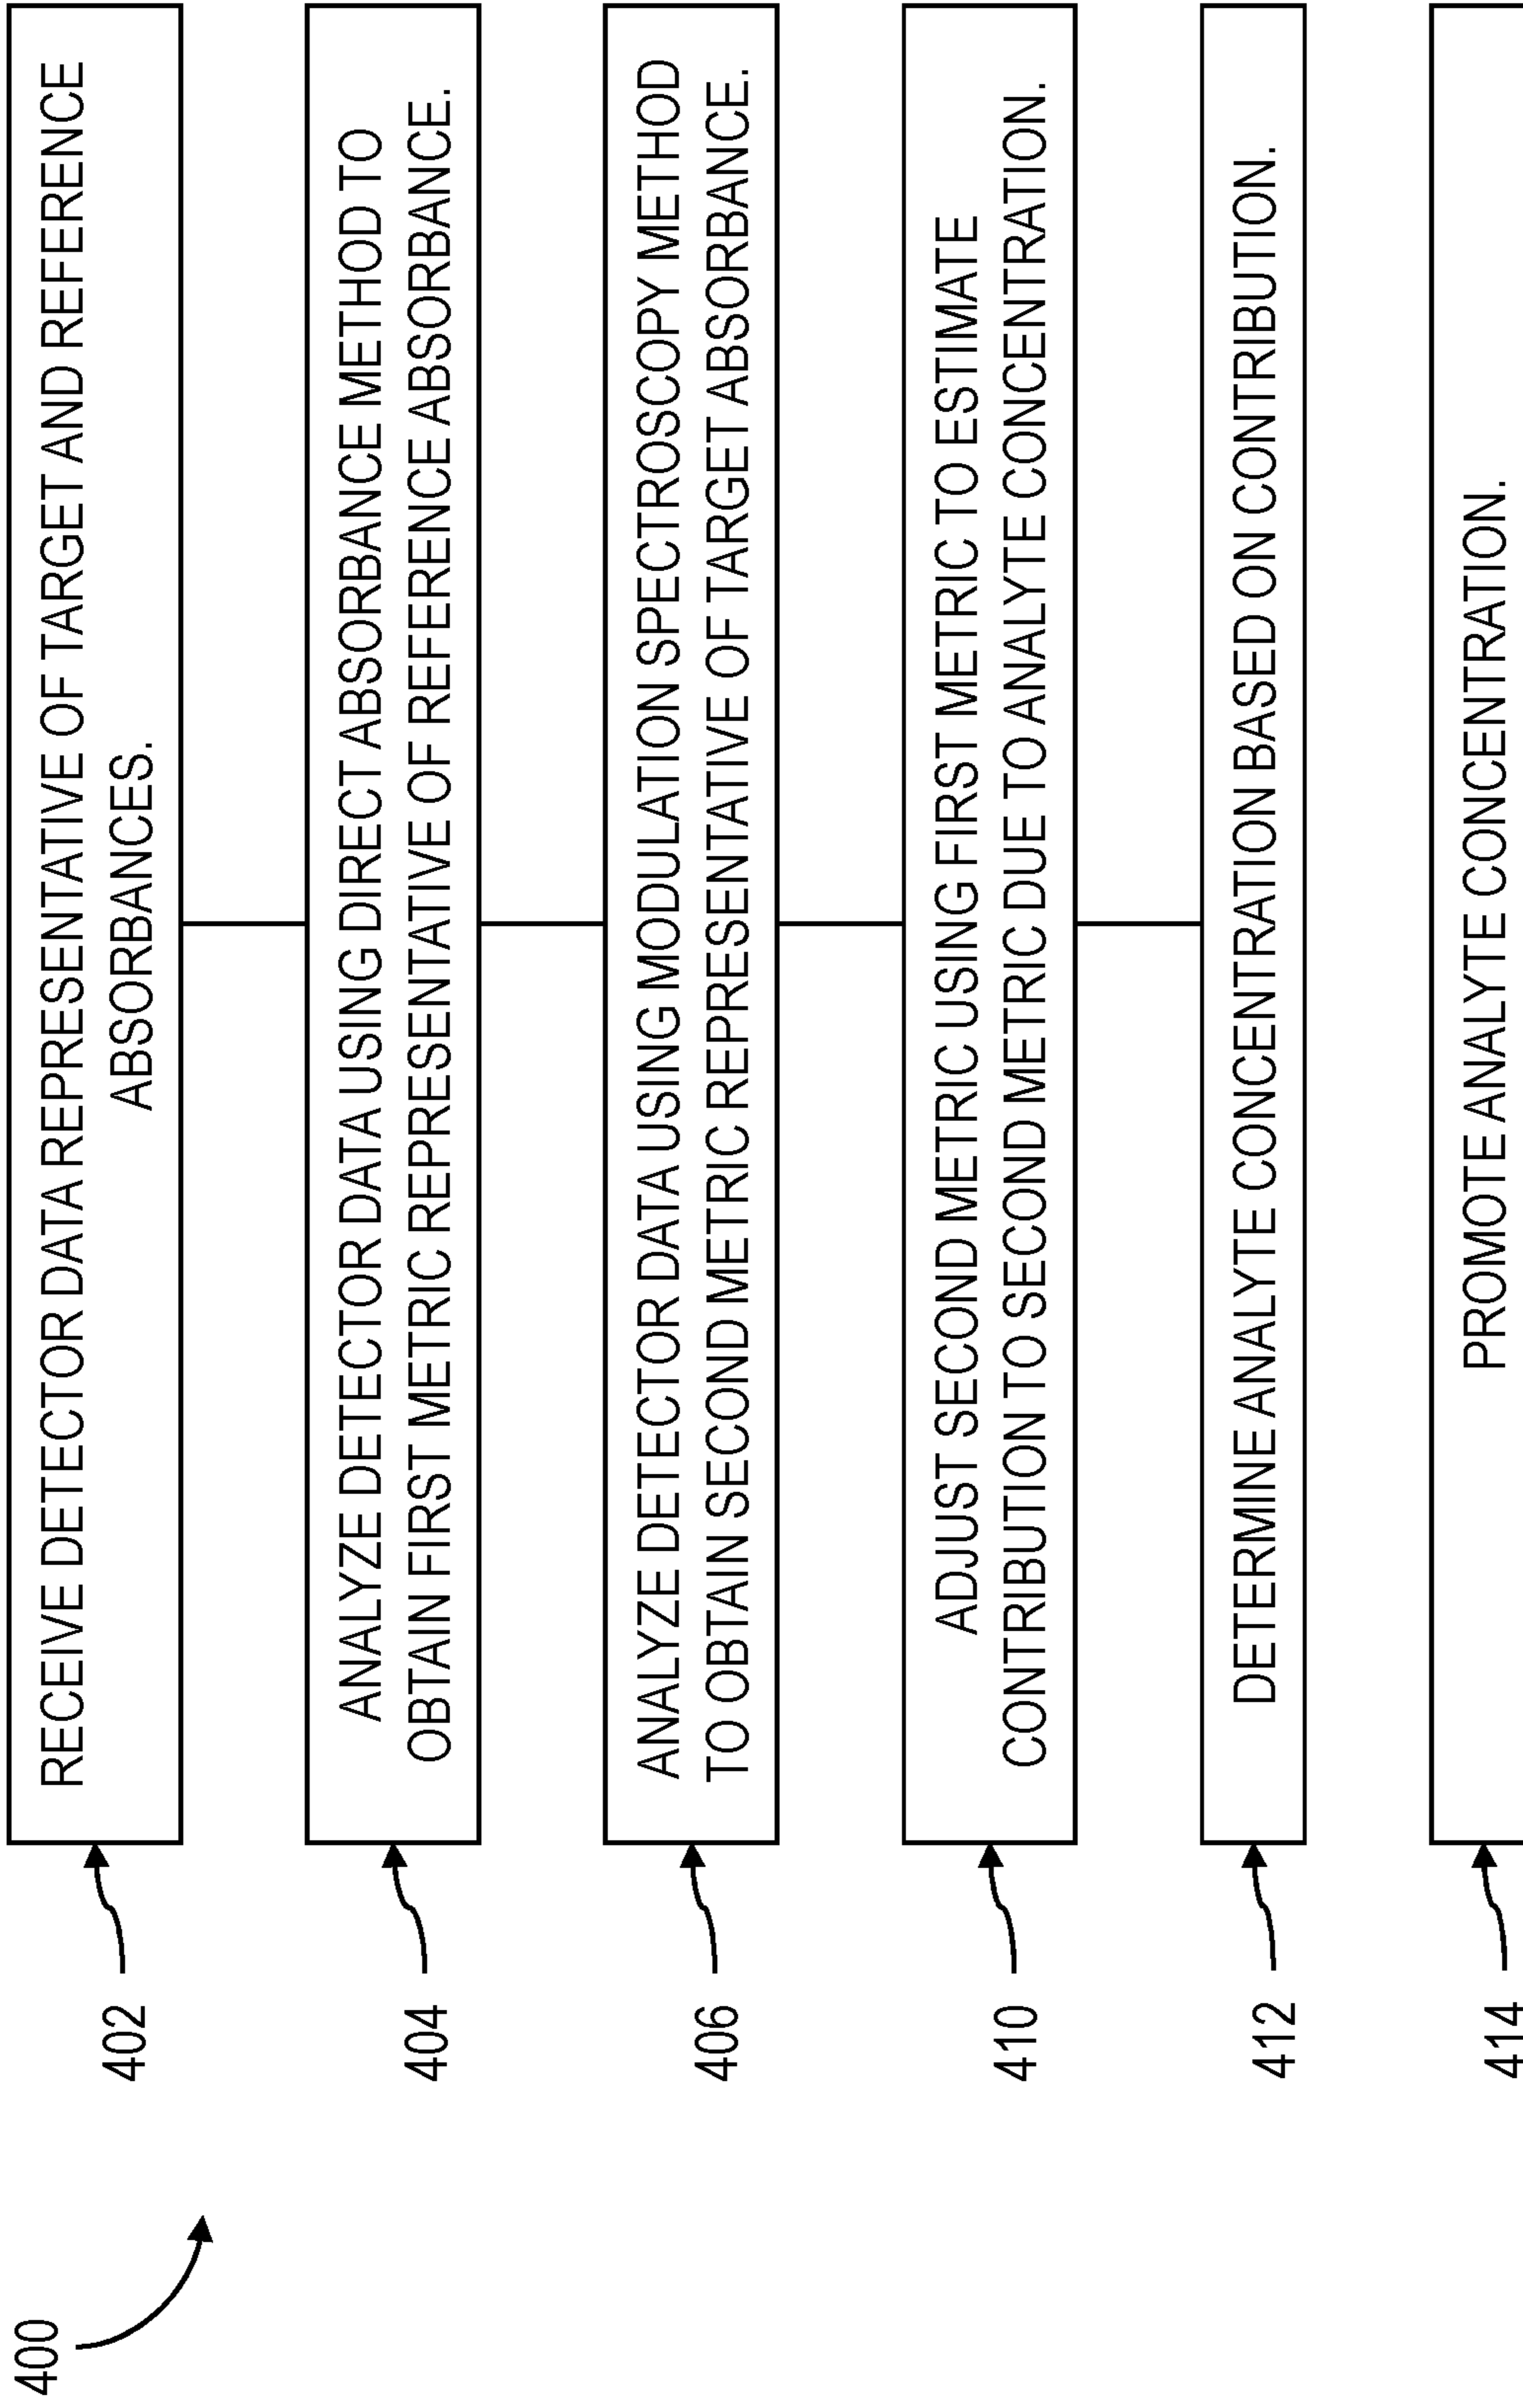 400
402
RECEIVE DETECTOR DATA REPRESENTATIVE OF TARGET AND REFERENCE
ABSORBANCES.
404
ANALYZE DETECTOR DATA USING DIRECT ABSORBANCE METHOD TO
OBTAIN FIRST METRIC REPRESENTATIVE OF REFERENCE ABSORBANCE.
406
ANALYZE DETECTOR DATA USING MODULATION SPECTROSCOPY METHOD
TO OBTAIN SECOND METRIC REPRESENTATIVE OF TARGET ABSORBANCE.
410
ADJUST SECOND METRIC USING FIRST METRIC TO ESTIMATE
CONTRIBUTION TO SECOND METRIC DUE TO ANALYTE CONCENTRATION.
412
DETERMINE ANALYTE CONCENTRATION BASED ON CONTRIBUTION.
414
PROMOTE ANALYTE CONCENTRATION.